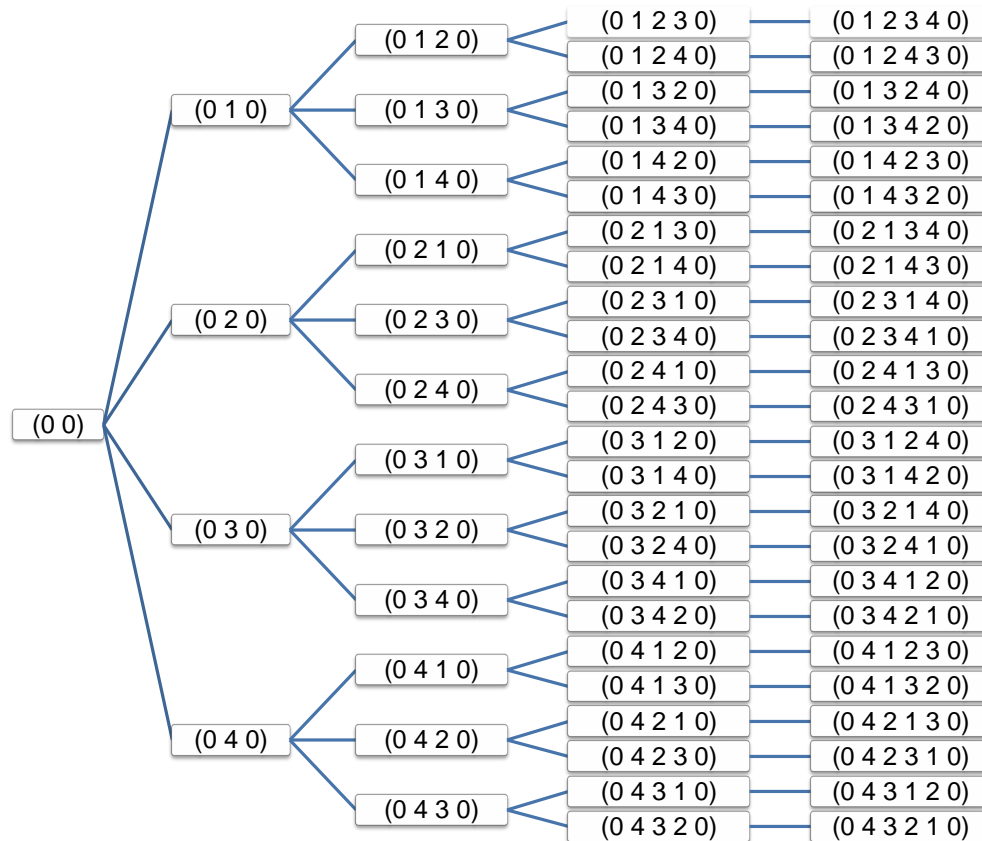 (0 1 2 3 0) (0 1 2 3 4 0)
(0 1 2 0)
(0 1 2 4 0) (0 1 2 4 3 0)
(0 1 3 2 0) (0 1 3 2 4 0)
(0 1 0) (0 1 3 0)
(0 1 3 4 0) (0 1 3 4 2 0)
(0 1 4 2 0) (0 1 4 2 3 0)
(0 1 4 0)
(0 1 4 3 0) (0 1 4 3 2 0)
(0 2 1 3 0) (0 2 1 3 4 0)
(0 2 1 0)
(0 2 1 4 0) (0 2 1 4 3 0)
(0 2 3 1 0) (0 2 3 1 4 0)
(0 2 0) (0 2 3 0)
(0 2 3 4 0) (0 2 3 4 1 0)
(0 2 4 1 0) (0 2 4 1 3 0)
(0 2 4 0)
(0 2 4 3 0) (0 2 4 3 1 0)
(0 0)
(0 3 1 2 0) (0 3 1 2 4 0)
(0 3 1 0)
(0 3 1 4 0) (0 3 1 4 2 0)
(0 3 2 1 0) (0 3 2 1 4 0)
(0 3 0) (0 3 2 0)
(0 3 2 4 0) (0 3 2 4 1 0)
(0 3 4 1 0) (0 3 4 1 2 0)
(0 3 4 0)
(0 3 4 2 0) (0 3 4 2 1 0)
(0 4 1 2 0) (0 4 1 2 3 0)
(0 4 1 0)
(0 4 1 3 0) (0 4 1 3 2 0)
(0 4 2 1 0) (0 4 2 1 3 0)
(0 4 0) (0 4 2 0)
(0 4 2 3 0) (0 4 2 3 1 0)
(0 4 3 1 0) (0 4 3 1 2 0)
(0 4 3 0)
(0 4 3 2 0) (0 4 3 2 1 0)